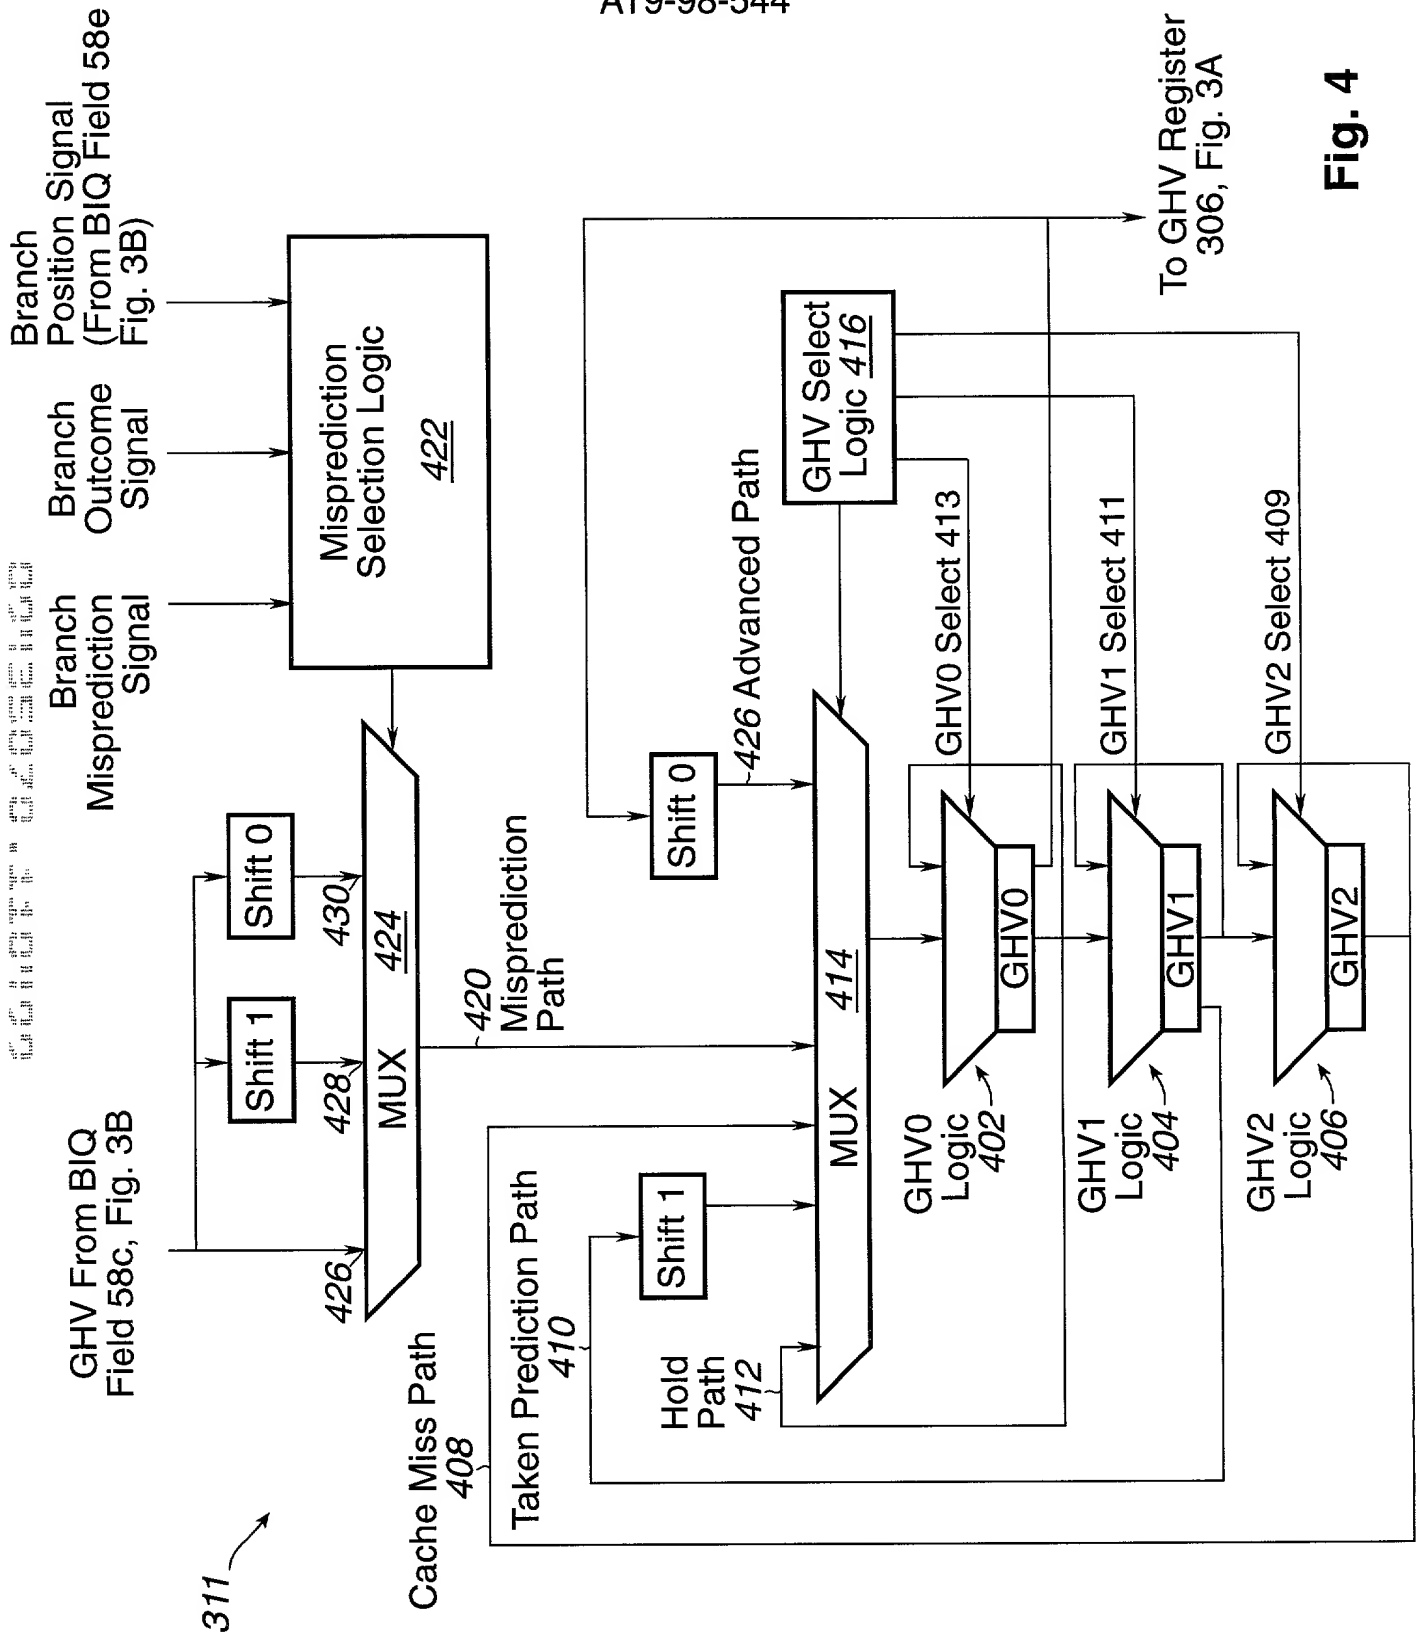 AT9-98-544
311
GHV From BIQ
Field 58c, Fig. 3B
Branch
Misprediction
Signal
Branch
Outcome
Signal
Branch
Position Signal
(From BIQ Field 58e
Fig. 3B)
Shift 1
Shift 0
426
428
430
MUX
424
Misprediction
Selection Logic
422
Cache Miss Path
408
420
Misprediction
Path
Taken Prediction Path
410
Shift 1
Shift 0
426 Advanced Path
Hold
Path
412
MUX
414
GHV Select
Logic 416
GHV0
Logic
402
GHV0
GHV0 Select 413
GHV1
Logic
404
GHV1
GHV1 Select 411
GHV2
Logic
406
GHV2
GHV2 Select 409
To GHV Register
306, Fig. 3A
Fig. 4